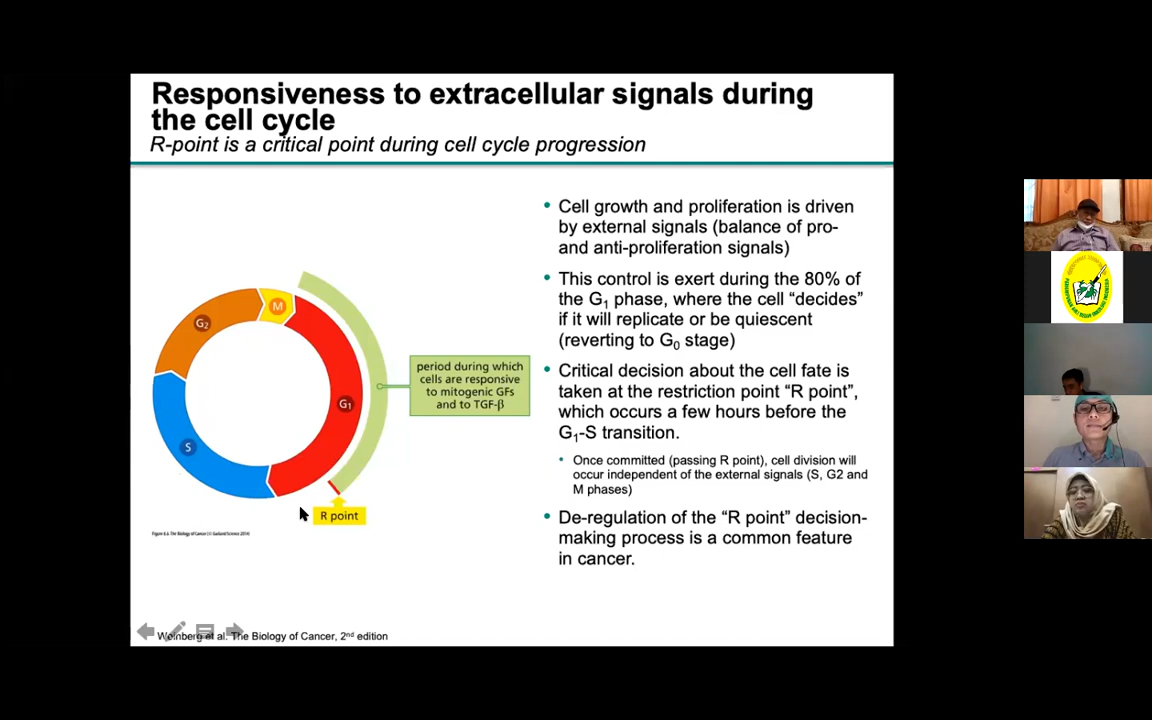 Responsiveness to extracellular signals during
the cell cycle
R-point is a critical point during cell cycle progression
M
G2
G1
S
period during which
cells are responsive
to mitogenic GFs
and to TGF-β
R point
• Cell growth and proliferation is driven
by external signals (balance of pro-
and anti-proliferation signals)
• This control is exert during the 80% of
the G1 phase, where the cell “decides”
if it will replicate or be quiescent
(reverting to G0 stage)
• Critical decision about the cell fate is
taken at the restriction point “R point”,
which occurs a few hours before the
G1-S transition.
• Once committed (passing R point), cell division will
occur independent of the external signals (S, G2 and
M phases)
• De-regulation of the “R point” decision-
making process is a common feature
in cancer.
Weinberg et al. The Biology of Cancer, 2nd edition